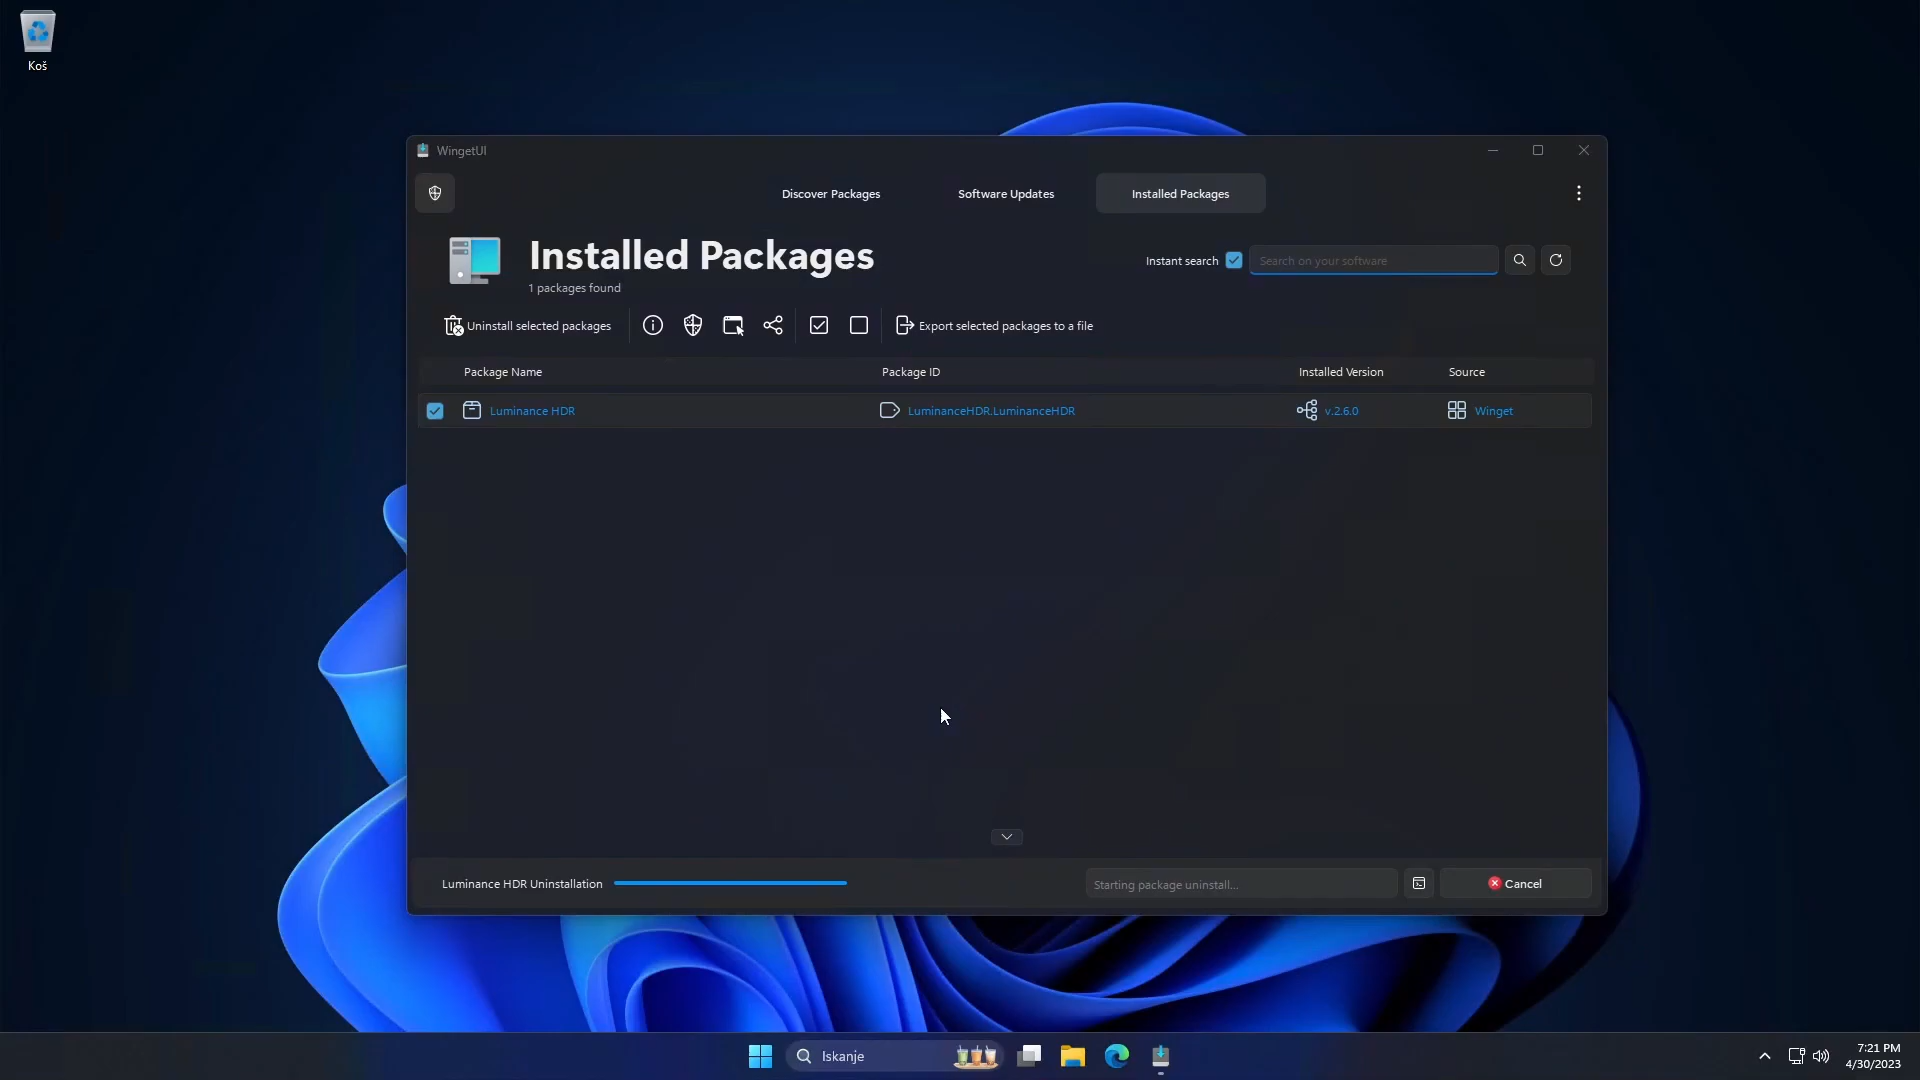 Koš
WingetUI
Discover Packages
Software Updates
Installed Packages
Installed Packages
1 packages found
Instant search
Search on your software
Uninstall selected packages
Export selected packages to a file
Package Name
Package ID
Installed Version
Source
Luminance HDR
LuminanceHDR.LuminanceHDR
v.2.6.0
Winget
Luminance HDR Uninstallation
Starting package uninstall...
Cancel
Iskanje
7:21 PM
4/30/2023